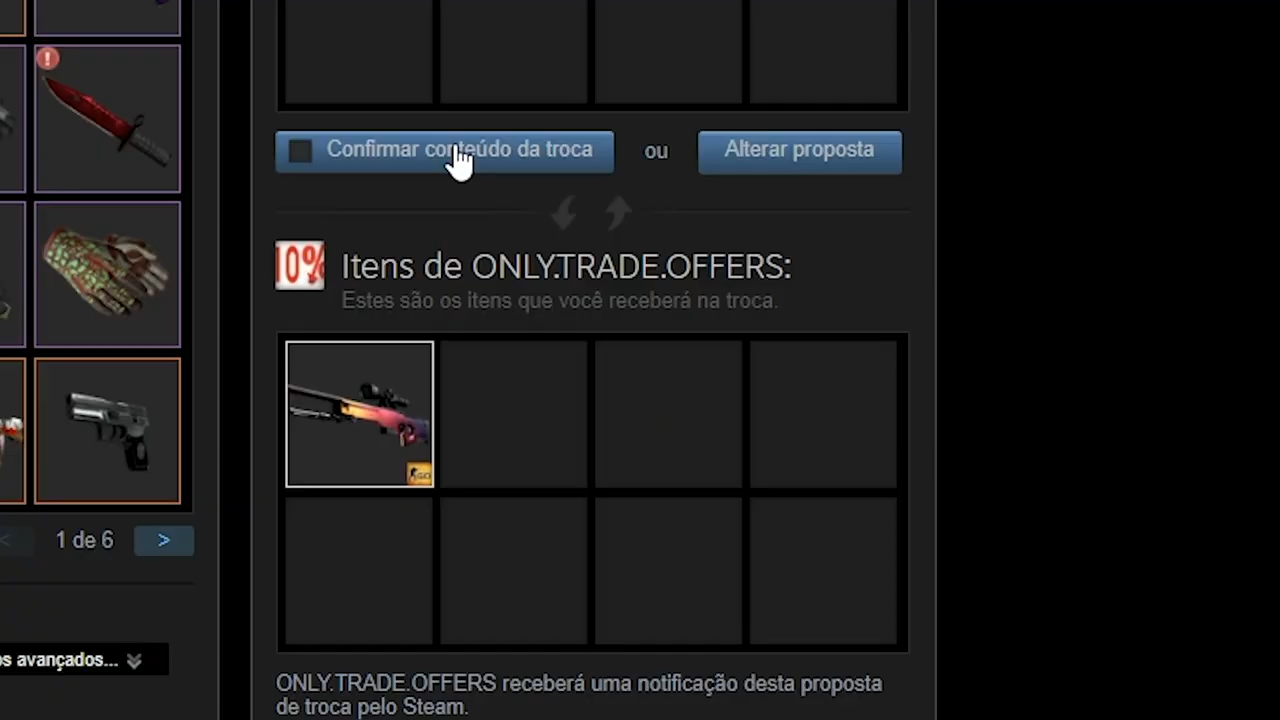 !
Confirmar conteúdo da troca ou Alterar proposta
10%
Itens de ONLY.TRADE.OFFERS:
Estes são os itens que você receberá na troca.
1 de 6 >
os avançados...
ONLY.TRADE.OFFERS receberá uma notificação desta proposta
de troca pelo Steam.